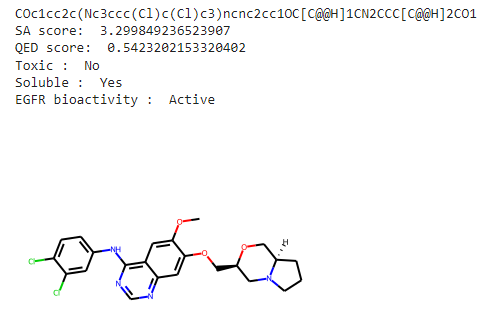 COc1cc2c(Nc3ccc(Cl)c(Cl)c3)ncnc2cc1OC[C@@H]1CN2CCC[C@@H]2CO1
SA score:  3.299849236523907
QED score:  0.5423202153320402
Toxic :  No
Soluble :  Yes
EGFR bioactivity :  Active
H
O
NH
O
O
Cl
N
N
Cl
N